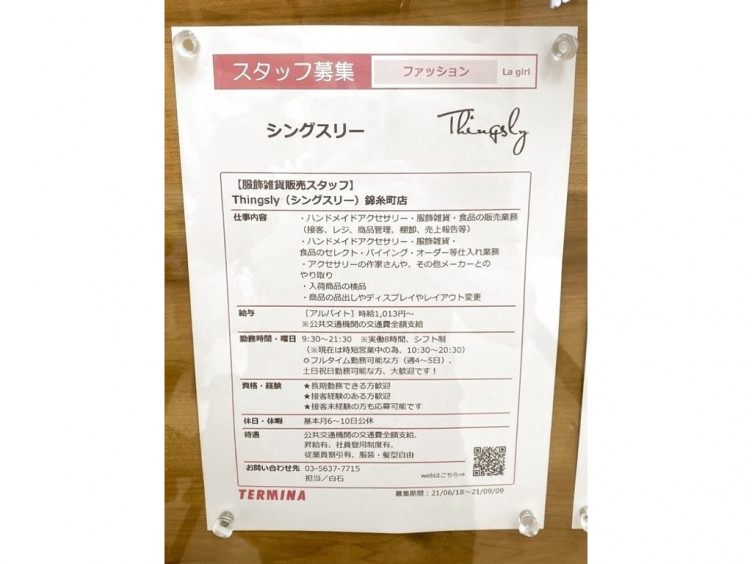 スタッフ募集 ファッション La girl
シングスリー Thingsly
【服飾雑貨販売スタッフ】
Thingsly（シングスリー）錦糸町店
仕事内容 ・ハンドメイドアクセサリー・服飾雑貨・食品の販売業務
（接客、レジ、商品管理、棚卸、売上報告等）
・ハンドメイドアクセサリー・服飾雑貨・
食品のセレクト・バイイング・オーダー等仕入れ業務
・アクセサリーの作家さんや、その他メーカーとの
やり取り
・入荷商品の検品
・商品の品出しやディスプレイやレイアウト変更
給与 ［アルバイト］時給1,013円～
※公共交通機関の交通費全額支給
勤務時間・曜日 9:30～21:30 ※実働8時間、シフト制
（※現在は時短営業中の為、10:30～20:30）
◎フルタイム勤務可能な方（週4～5日）、
土日祝日勤務可能な方、大歓迎です！
資格・経験 ★長期勤務できる方歓迎
★接客経験のある方歓迎
★接客未経験の方も応募可能です
休日・休暇 基本月6～10日公休
待遇 公共交通機関の交通費全額支給、
昇給有、社員登用制度有、
従業員割引有、服装・髪型自由
お問い合わせ先 03-5637-7715
担当／白石
webはこちら⇒
TERMINA 募集期間：21/06/18～21/09/09